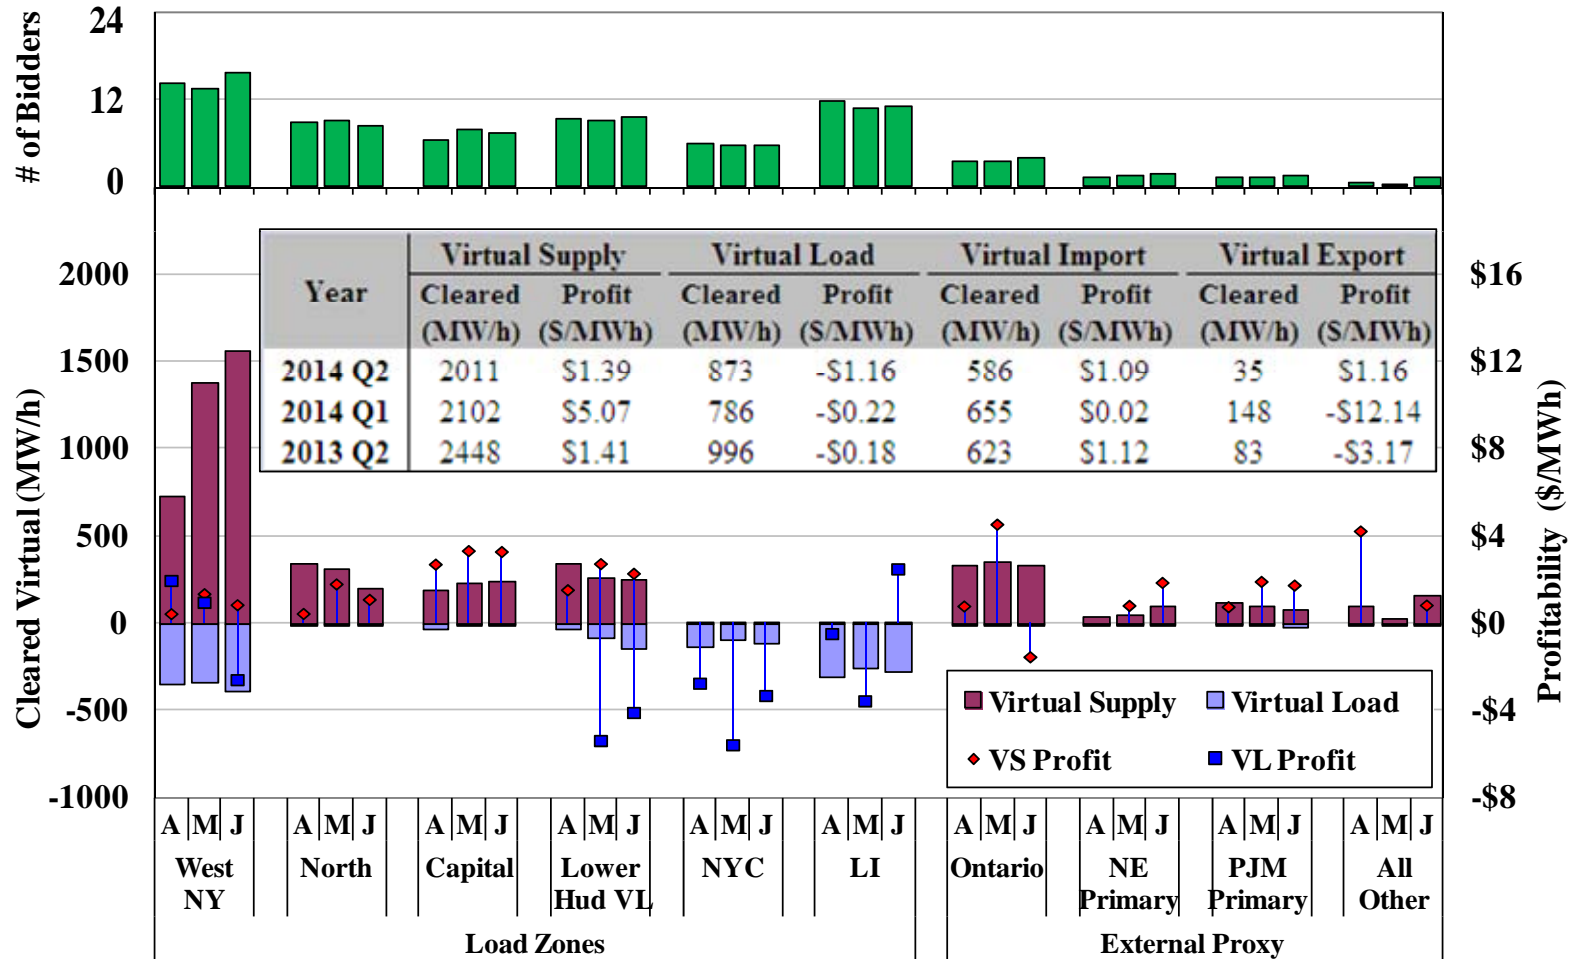 # of Bidders
24
12
0
Year
Virtual Supply Virtual Load Virtual Import Virtual Export
Cleared Profit Cleared Profit Cleared Profit Cleared Profit
(MW/h) ($/MWh) (MW/h) ($/MWh) (MW/h) ($/MWh) (MW/h) ($/MWh)
2014 Q2 2011 $1.39 873 -$1.16 586 $1.09 35 $1.16
2014 Q1 2102 $5.07 786 -$0.22 655 $0.02 148 -$12.14
2013 Q2 2448 $1.41 996 -$0.18 623 $1.12 83 -$3.17
Cleared Virtual (MW/h)
2000
1500
1000
500
0
-500
-1000
$16
$12
$8
$4
$0
-$4
-$8
Profitability ($/MWh)
Virtual Supply Virtual Load
VS Profit VL Profit
A M J A M J A M J A M J A M J A M J A M J A M J A M J A M J
West North Capital Lower NYC LI Ontario NE PJM All
NY Hud VL Primary Primary Other
Load Zones External Proxy